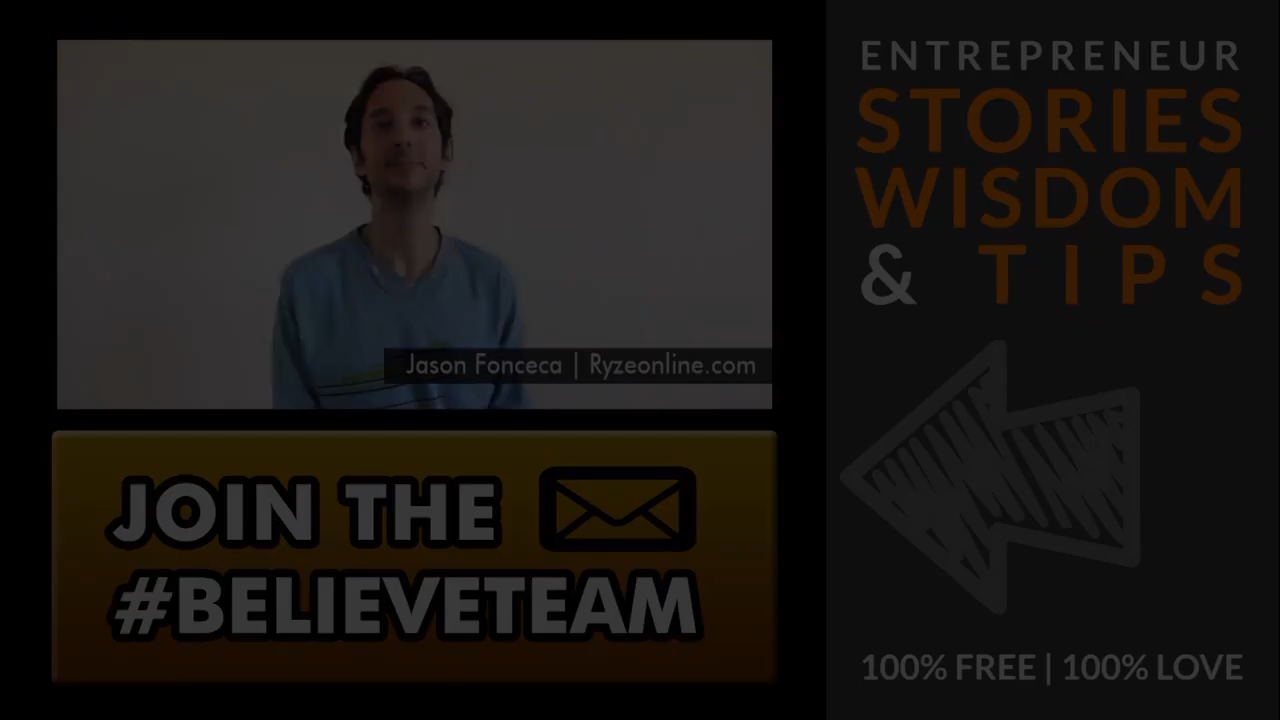 Jason Fonceca | Ryzeonline.com
JOIN THE
#BELIEVETEAM
ENTREPRENEUR
STORIES
WISDOM
& TIPS
100% FREE | 100% LOVE